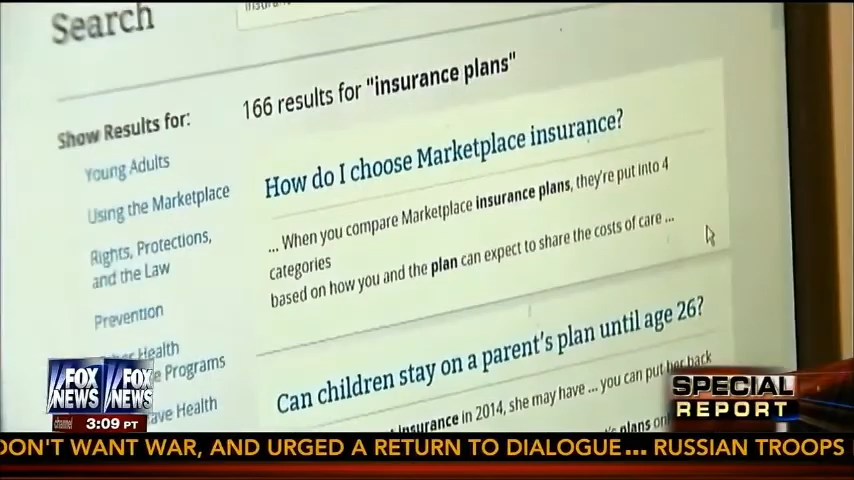 Search
166 results for "insurance plans"
Show Results for:
Young Adults
Using the Marketplace
Rights, Protections,
and the Law
Prevention
Health
Programs
Health
How do I choose Marketplace insurance?
... When you compare Marketplace insurance plans, they're put into 4
categories
based on how you and the plan can expect to share the costs of care ...
Can children stay on a parent's plan until age 26?
insurance in 2014, she may have ... you can put her back
plans
FOX NEWS
channel
FOX NEWS
3:09 PT
SPECIAL
REPORT
DON'T WANT WAR, AND URGED A RETURN TO DIALOGUE... RUSSIAN TROOPS